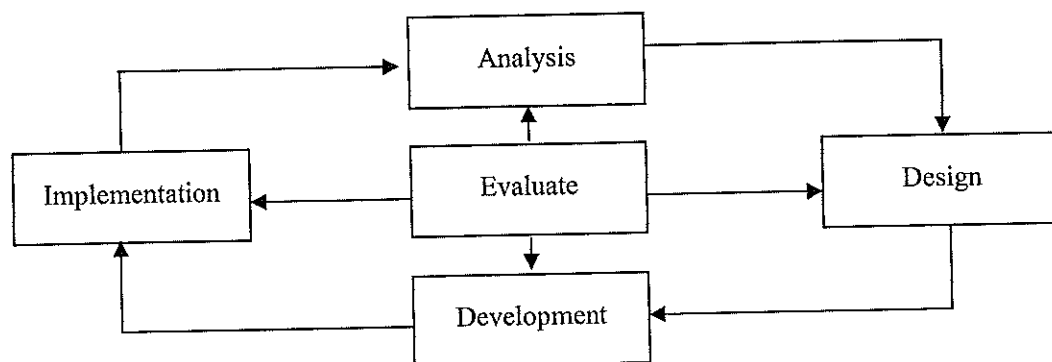 Analysis
Implementation
Evaluate
Design
Development